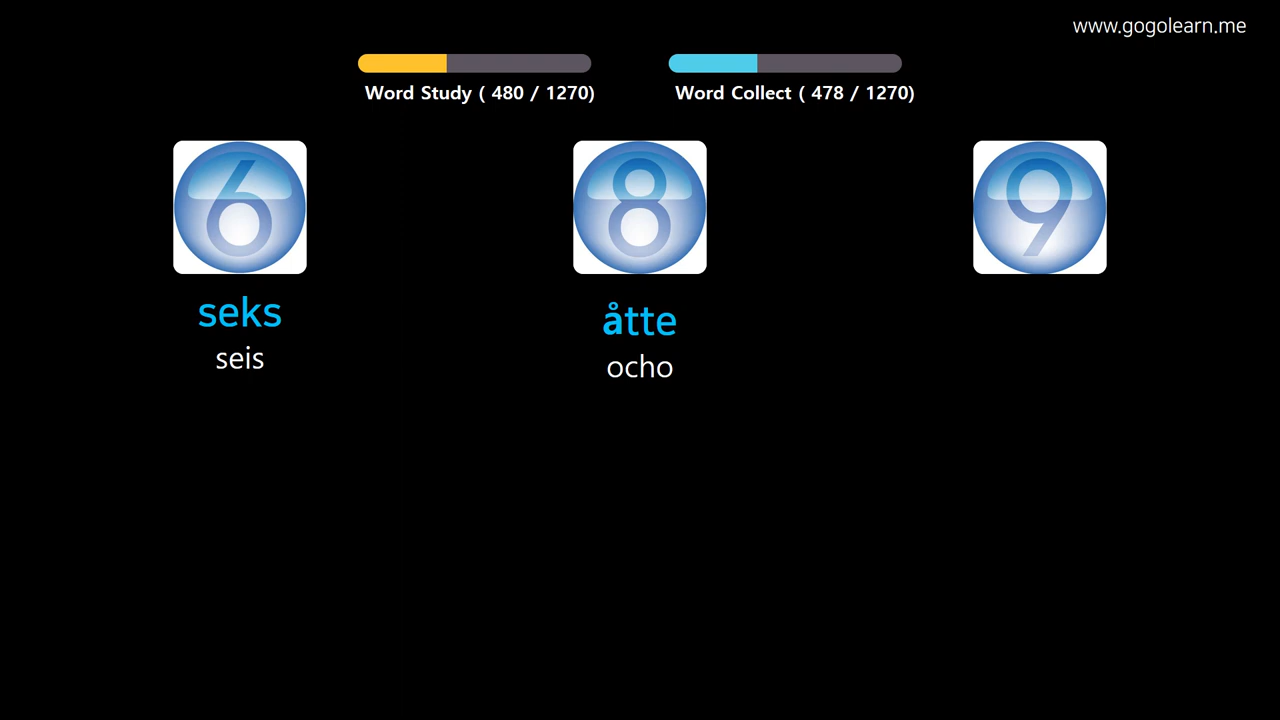 www.gogolearn.me
Word Study ( 480 / 1270)
Word Collect ( 478 / 1270)
6
8
9
seks
åtte
seis
ocho